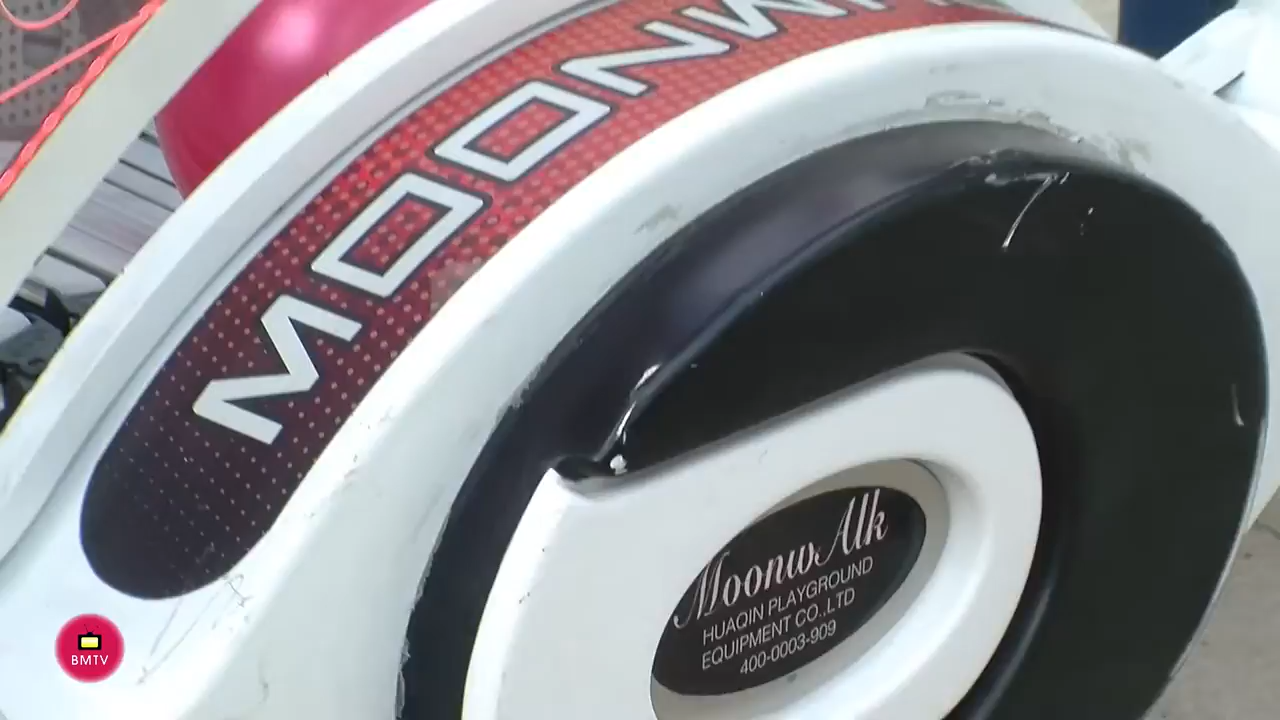 MOONW
MoonwAlk
HUAQIN PLAYGROUND
EQUIPMENT CO.,LTD
400-0003-909
BMTV